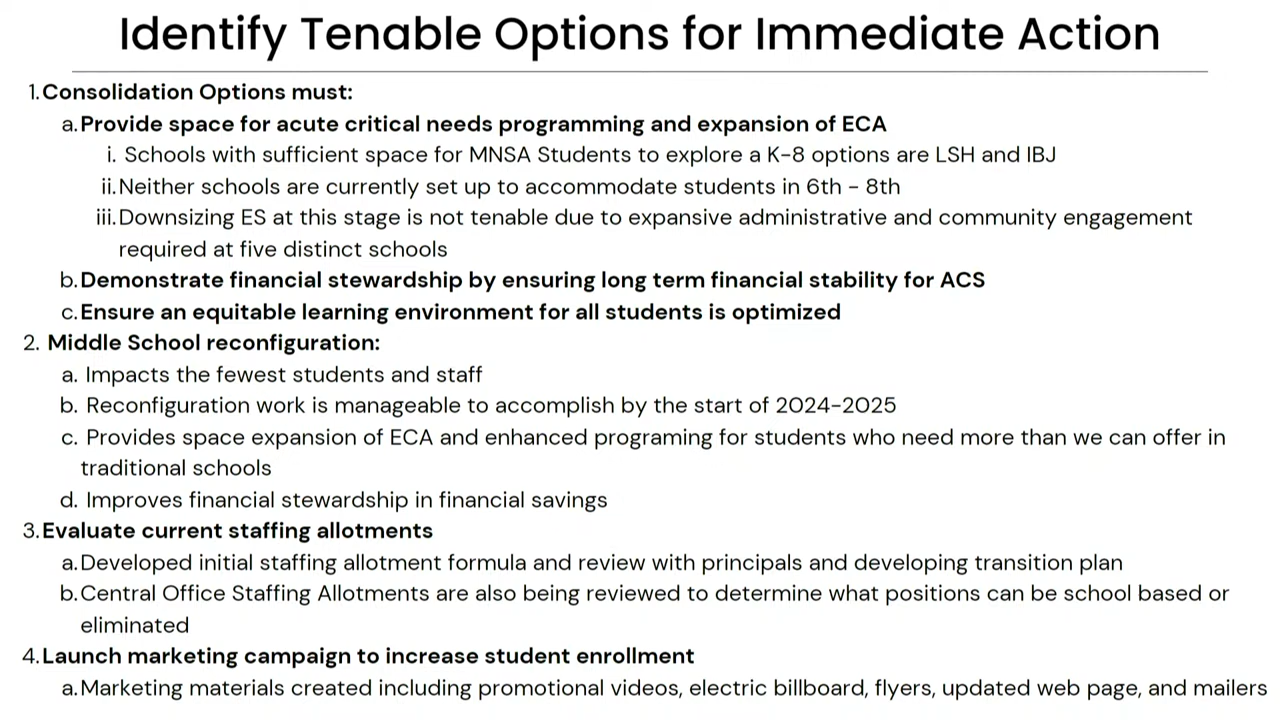 Identify Tenable Options for Immediate Action
1. Consolidation Options must:
a. Provide space for acute critical needs programming and expansion of ECA
i. Schools with sufficient space for MNSA Students to explore a K-8 options are LSH and IBJ
ii. Neither schools are currently set up to accommodate students in 6th - 8th
iii. Downsizing ES at this stage is not tenable due to expansive administrative and community engagement
required at five distinct schools
b. Demonstrate financial stewardship by ensuring long term financial stability for ACS
c. Ensure an equitable learning environment for all students is optimized
2. Middle School reconfiguration:
a. Impacts the fewest students and staff
b. Reconfiguration work is manageable to accomplish by the start of 2024-2025
c. Provides space expansion of ECA and enhanced programing for students who need more than we can offer in
traditional schools
d. Improves financial stewardship in financial savings
3. Evaluate current staffing allotments
a. Developed initial staffing allotment formula and review with principals and developing transition plan
b. Central Office Staffing Allotments are also being reviewed to determine what positions can be school based or
eliminated
4. Launch marketing campaign to increase student enrollment
a. Marketing materials created including promotional videos, electric billboard, flyers, updated web page, and mailers